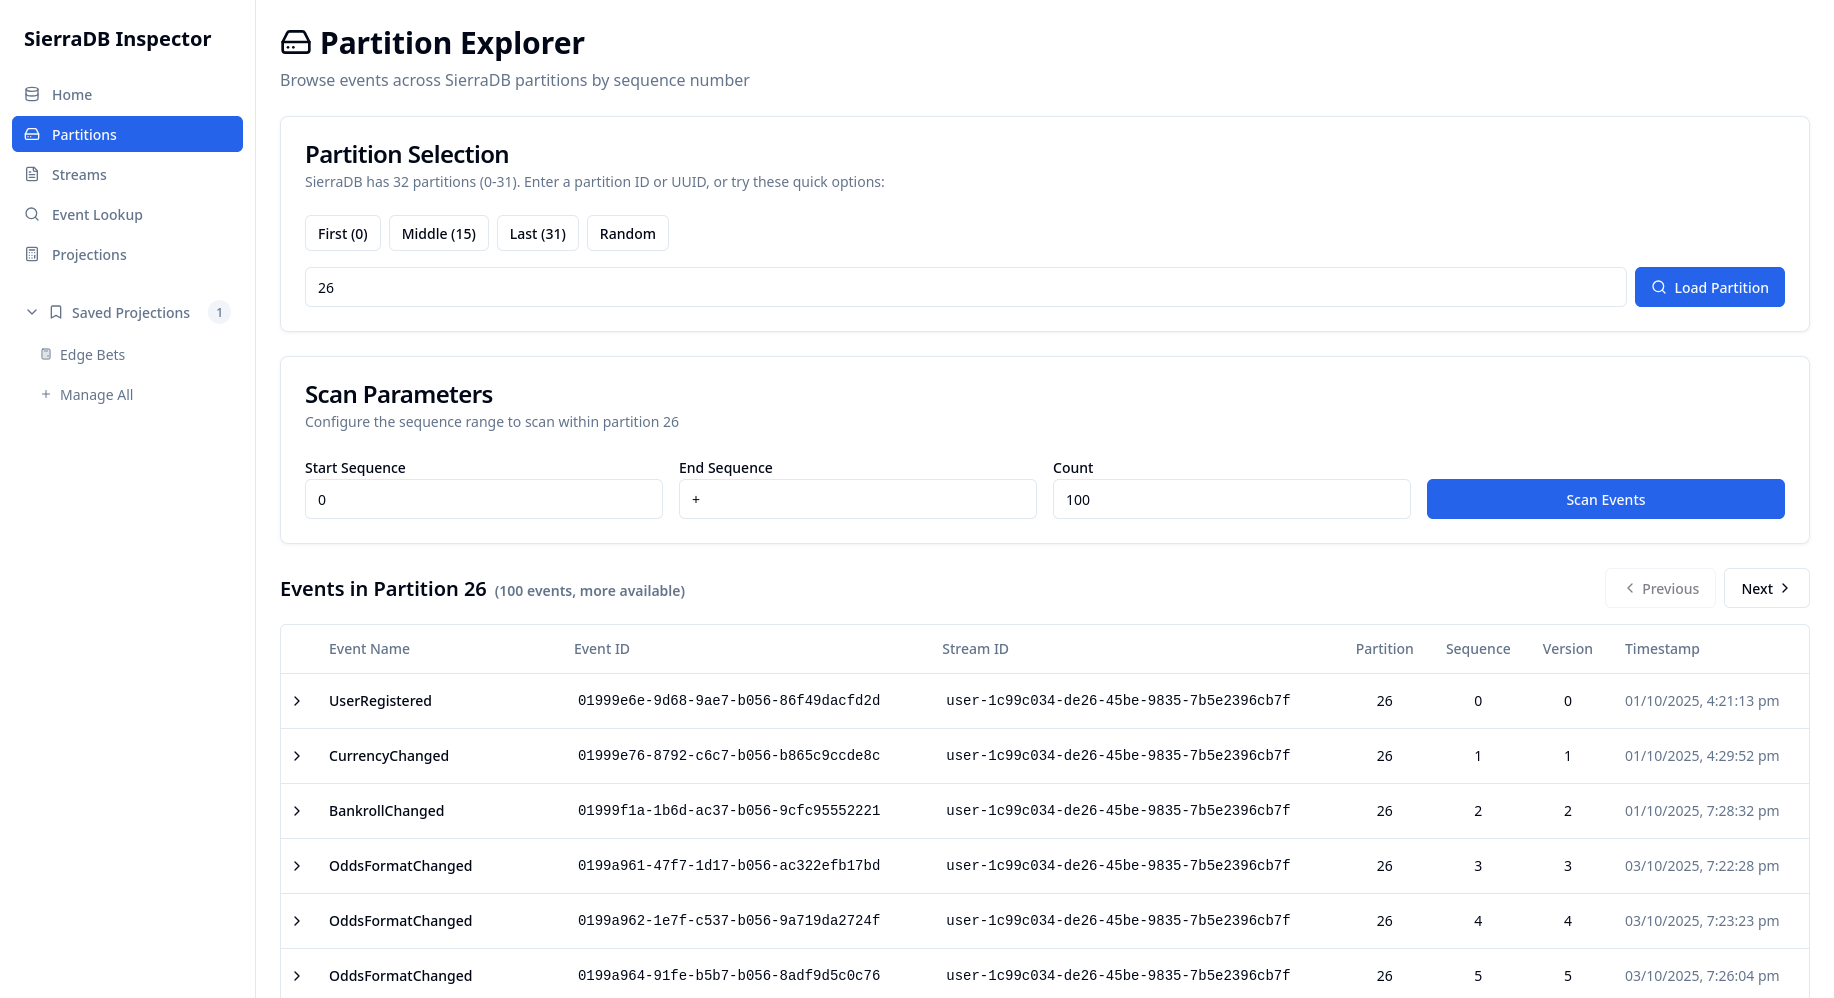 SierraDB Inspector
Home
Partitions
Streams
Event Lookup
Projections
Saved Projections 1
Edge Bets
Manage All
Partition Explorer
Browse events across SierraDB partitions by sequence number
Partition Selection
SierraDB has 32 partitions (0-31). Enter a partition ID or UUID, or try these quick options:
First (0) Middle (15) Last (31) Random
26 Load Partition
Scan Parameters
Configure the sequence range to scan within partition 26
Start Sequence End Sequence Count
0 + 100 Scan Events
Events in Partition 26 (100 events, more available) Previous Next
Event Name Event ID Stream ID Partition Sequence Version Timestamp
UserRegistered 01999e6e-9d68-9ae7-b056-86f49dacfd2d user-1c99c034-de26-45be-9835-7b5e2396cb7f 26 0 0 01/10/2025, 4:21:13 pm
CurrencyChanged 01999e76-8792-c6c7-b056-b865c9ccde8c user-1c99c034-de26-45be-9835-7b5e2396cb7f 26 1 1 01/10/2025, 4:29:52 pm
BankrollChanged 01999f1a-1b6d-ac37-b056-9cfc95552221 user-1c99c034-de26-45be-9835-7b5e2396cb7f 26 2 2 01/10/2025, 7:28:32 pm
OddsFormatChanged 0199a961-47f7-1d17-b056-ac322efb17bd user-1c99c034-de26-45be-9835-7b5e2396cb7f 26 3 3 03/10/2025, 7:22:28 pm
OddsFormatChanged 0199a962-1e7f-c537-b056-9a719da2724f user-1c99c034-de26-45be-9835-7b5e2396cb7f 26 4 4 03/10/2025, 7:23:23 pm
OddsFormatChanged 0199a964-91fe-b5b7-b056-8adf9d5c0c76 user-1c99c034-de26-45be-9835-7b5e2396cb7f 26 5 5 03/10/2025, 7:26:04 pm